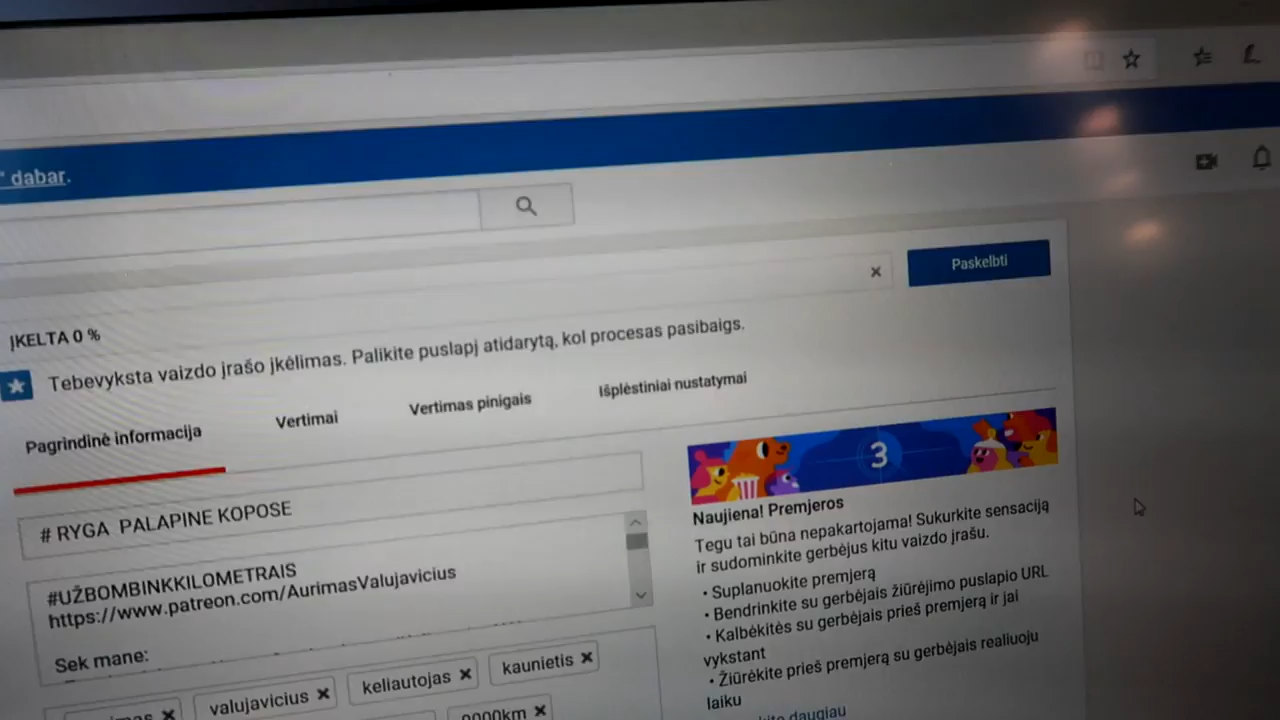 dabar.
Paskelbti
ĮKELTA 0 %
Tebevyksta vaizdo įrašo įkėlimas. Palikite puslapį atidarytą, kol procesas pasibaigs.
Pagrindinė informacija
Vertimai
Vertimas pinigais
Išplėstiniai nustatymai
# RYGA PALAPINE KOPOSE
#UŽBOMBINKKILOMETRAIS
https://www.patreon.com/AurimasValujavicius
Sek mane:
valujavicius
keliautojas
kaunietis
3
Naujiena! Premjeros
Tegu tai būna nepakartojama! Sukurkite sensaciją
ir sudominkite gerbėjus kitu vaizdo įrašu.
• Suplanuokite premjerą
• Bendrinkite su gerbėjais žiūrėjimo puslapio URL
• Kalbėkitės su gerbėjais prieš premjerą ir jai
vykstant
• Žiūrėkite prieš premjerą su gerbėjais realiuoju
laiku
daugiau